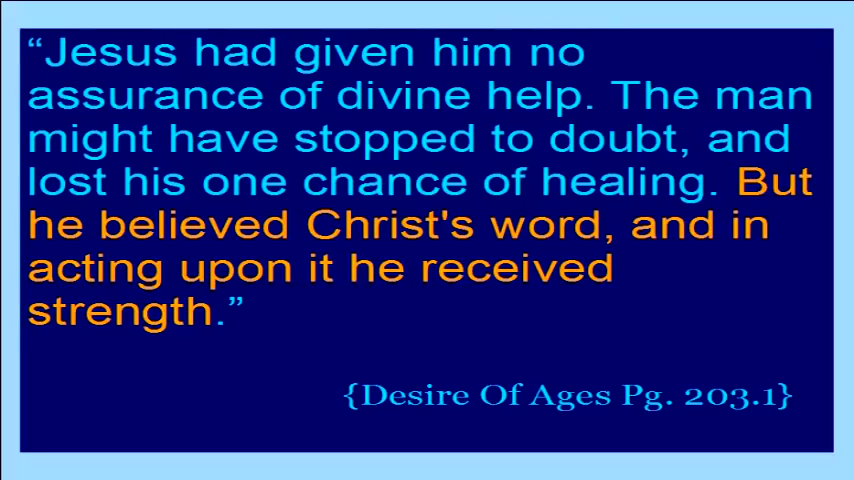 “Jesus had given him no
assurance of divine help. The man
might have stopped to doubt, and
lost his one chance of healing. But
he believed Christ's word, and in
acting upon it he received
strength.”
{Desire Of Ages Pg. 203.1}